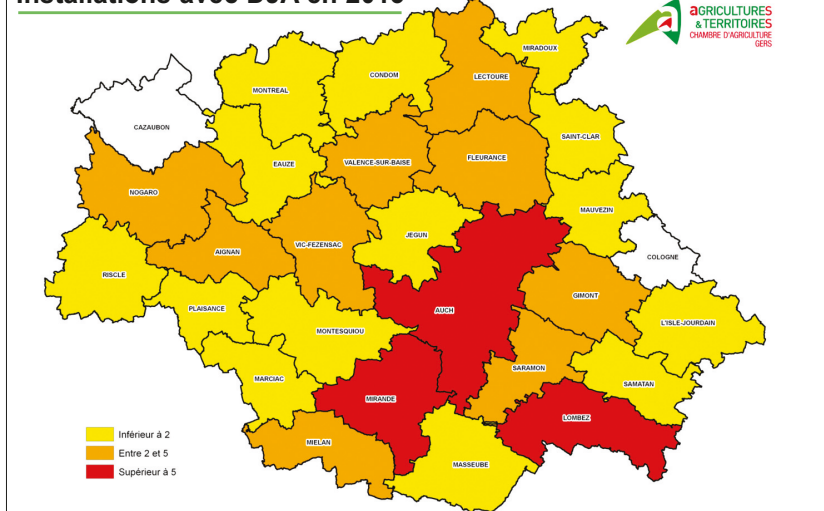 aGRICULTURES
& TERRITOIRES
CHAMBRE D'AGRICULTURE
GERS
MIRADOUX
CONDOM
LECTOURE
MONTREAL
CAZAUBON
SAINT-CLAR
FLEURANCE
VALENCE-SUR-BAISE
EAUZE
NOGARO
MAUVEZIN
JEGUN
VIC-FEZENSAC
AIGNAN
COLOGNE
RISCLE
GIMONT
PLAISANCE
AUCH
L'ISLE-JOURDAIN
MONTESQUIOU
SARAMON
MARCIAC
SAMATAN
MIRANDE
LOMBEZ
Inférieur à 2
MIELAN
Entre 2 et 5
MASSEUBE
Supérieur à 5